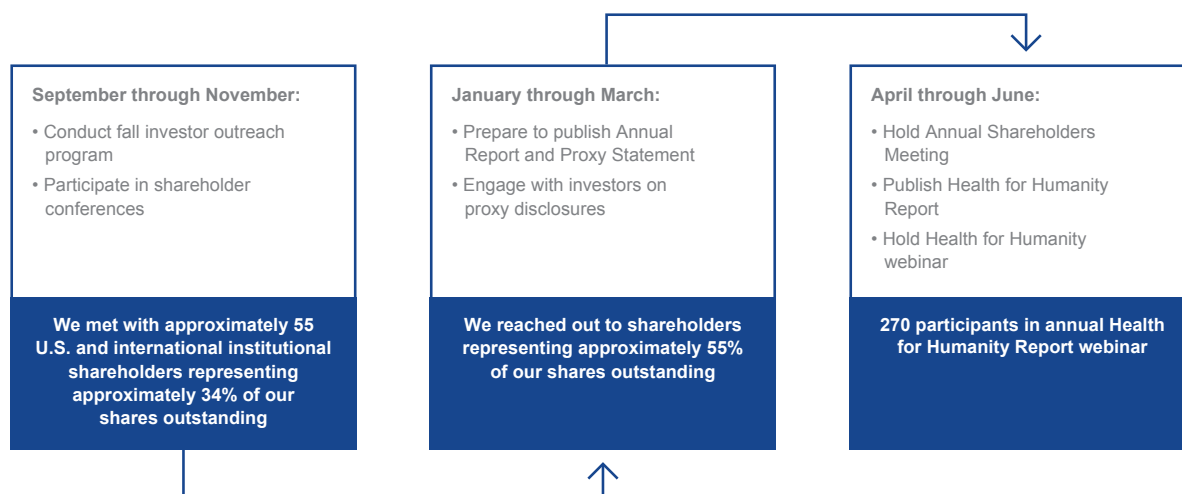 September through November:
• Conduct fall investor outreach
program
• Participate in shareholder
conferences
We met with approximately 55
U.S. and international institutional
shareholders representing
approximately 34% of our
shares outstanding
January through March:
• Prepare to publish Annual
Report and Proxy Statement
• Engage with investors on
proxy disclosures
We reached out to shareholders
representing approximately 55%
of our shares outstanding
April through June:
• Hold Annual Shareholders
Meeting
• Publish Health for Humanity
Report
• Hold Health for Humanity
webinar
270 participants in annual Health
for Humanity Report webinar